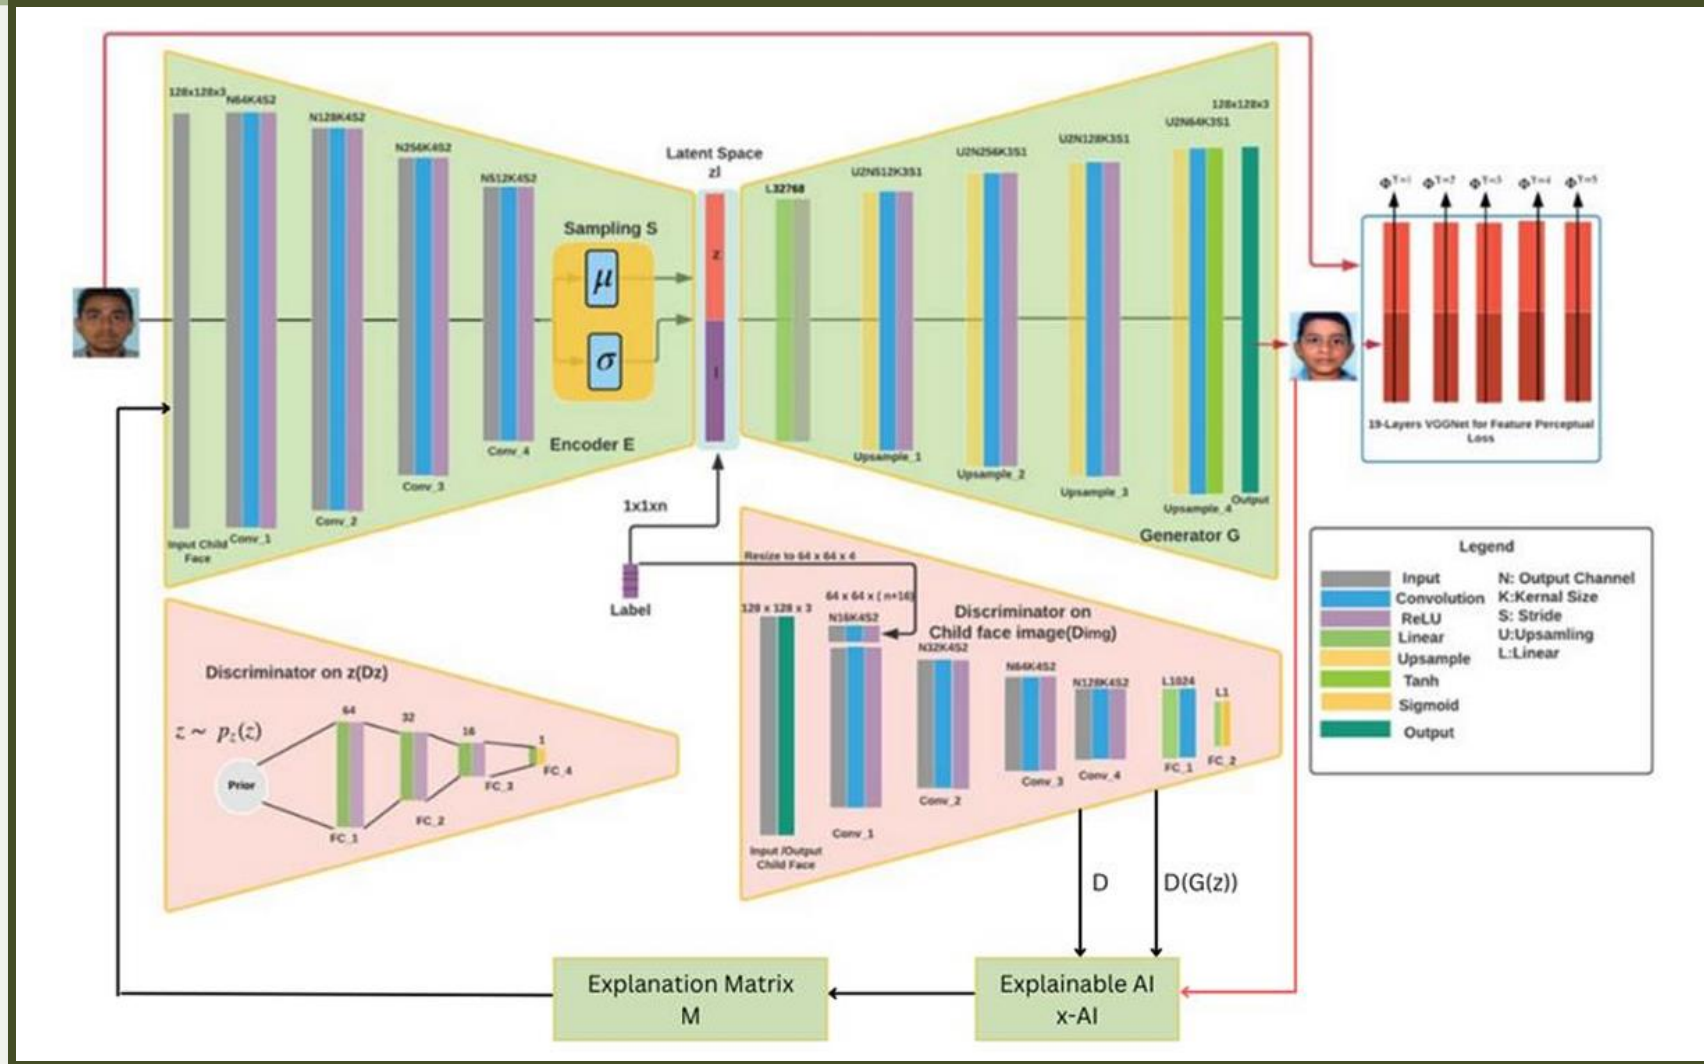 128x128x3
N64K4S2
N128K4S2
N256K4S2
N512K4S2
Sampling S
μ
σ
Encoder E
Input Child
Face
Conv_1
Conv_2
Conv_3
Conv_4
Latent Space
zl
z
l
1x1xn
Label
L32768
U2N512K3S1
U2N256K3S1
U2N128K3S1
U2N64K3S1
128x128x3
Upsample_1
Upsample_2
Upsample_3
Upsample_4
Output
Generator G
19-Layers VGGNet for Feature Perceptual
Loss
Legend
Input
Convolution
ReLU
Linear
Upsample
Tanh
Sigmoid
Output
N: Output Channel
K:Kernal Size
S: Stride
U:Upsamling
L:Linear
Discriminator on z(Dz)
z ~ p_z(z)
Prior
64
32
16
1
FC_1
FC_2
FC_3
FC_4
Resize to 64 x 64 x 4
128 x 128 x 3
64 x 64 x ( n+16)
N16K4S2
Discriminator on
Child face image(Dimg)
N32K4S2
N64K4S2
N128K4S2
L1024
L1
Input /Output
Child Face
Conv_1
Conv_2
Conv_3
Conv_4
FC_1
FC_2
D
D(G(z))
Explanation Matrix
M
Explainable AI
x-AI